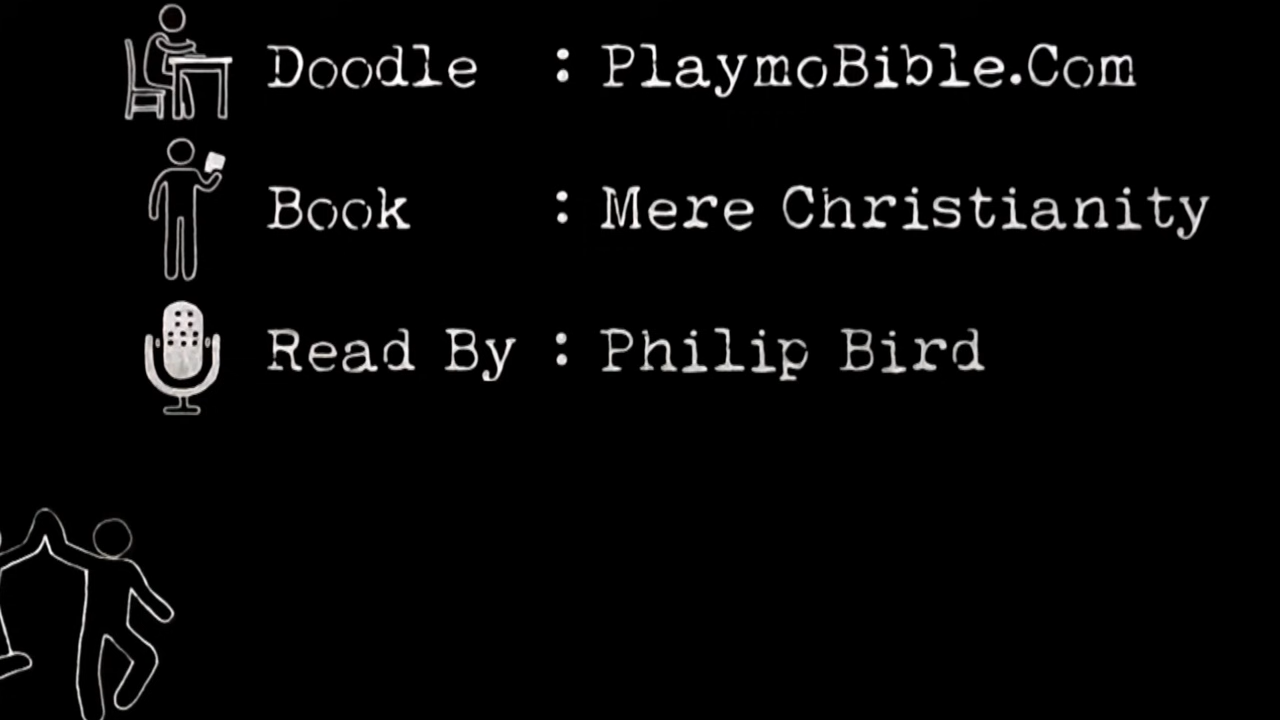 Doodle : PlaymoBible.Com
Book : Mere Christianity
Read By : Philip Bird